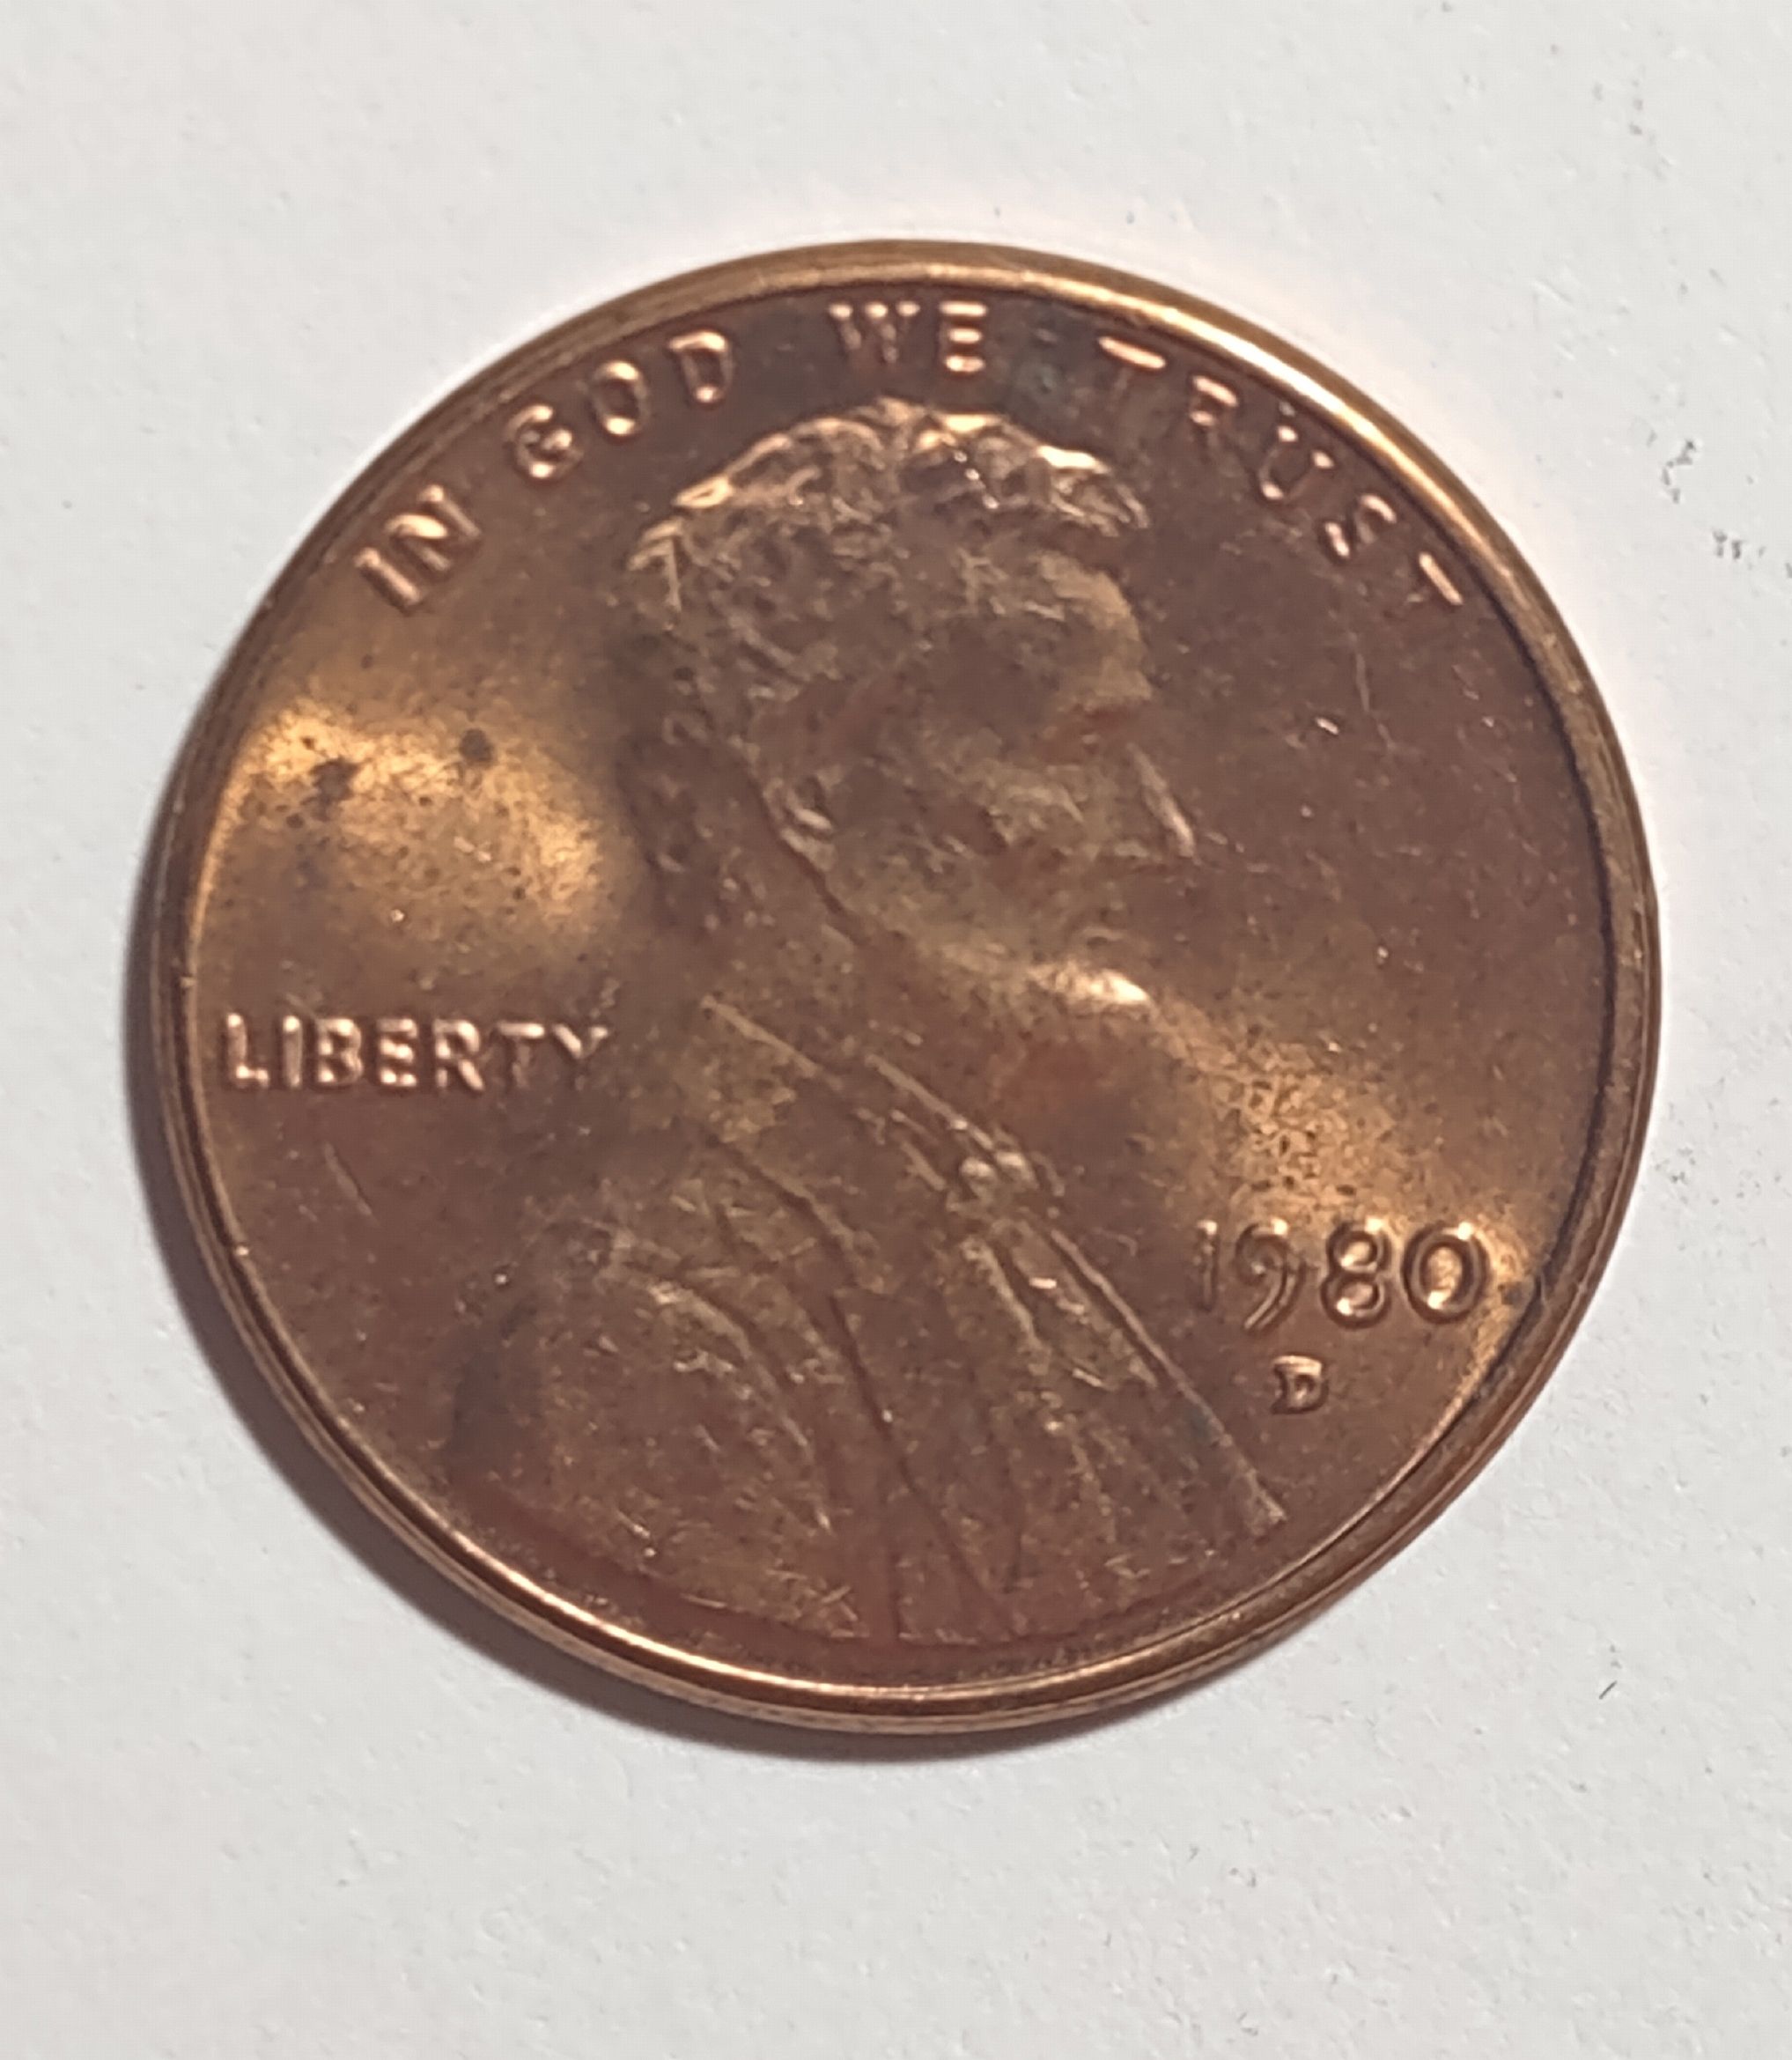 IN GOD WE TRUST
LIBERTY
1980
D